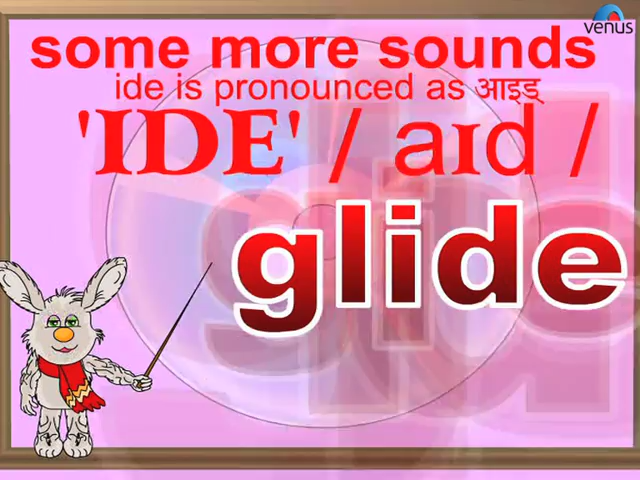 venus
some more sounds
ide is pronounced as आइड्
'IDE' / aɪd /
glide